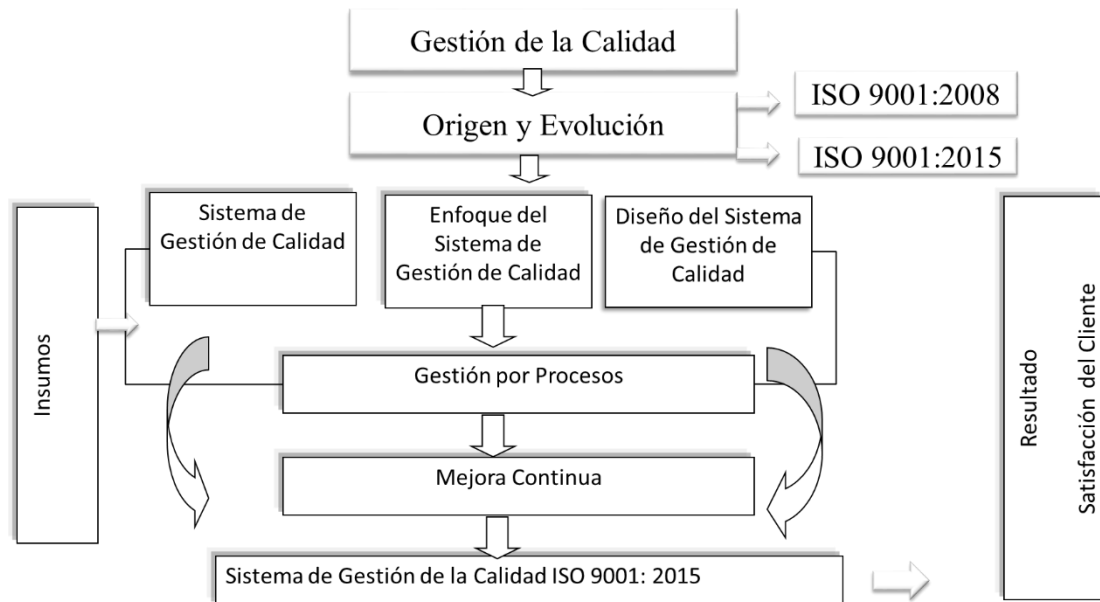 Gestión de la Calidad
Origen y Evolución
ISO 9001:2008
ISO 9001:2015
Insumos
Sistema de
Gestión de Calidad
Enfoque del
Sistema de
Gestión de Calidad
Diseño del Sistema
de Gestión de
Calidad
Gestión por Procesos
Mejora Continua
Sistema de Gestión de la Calidad ISO 9001: 2015
Resultado
Satisfacción del Cliente